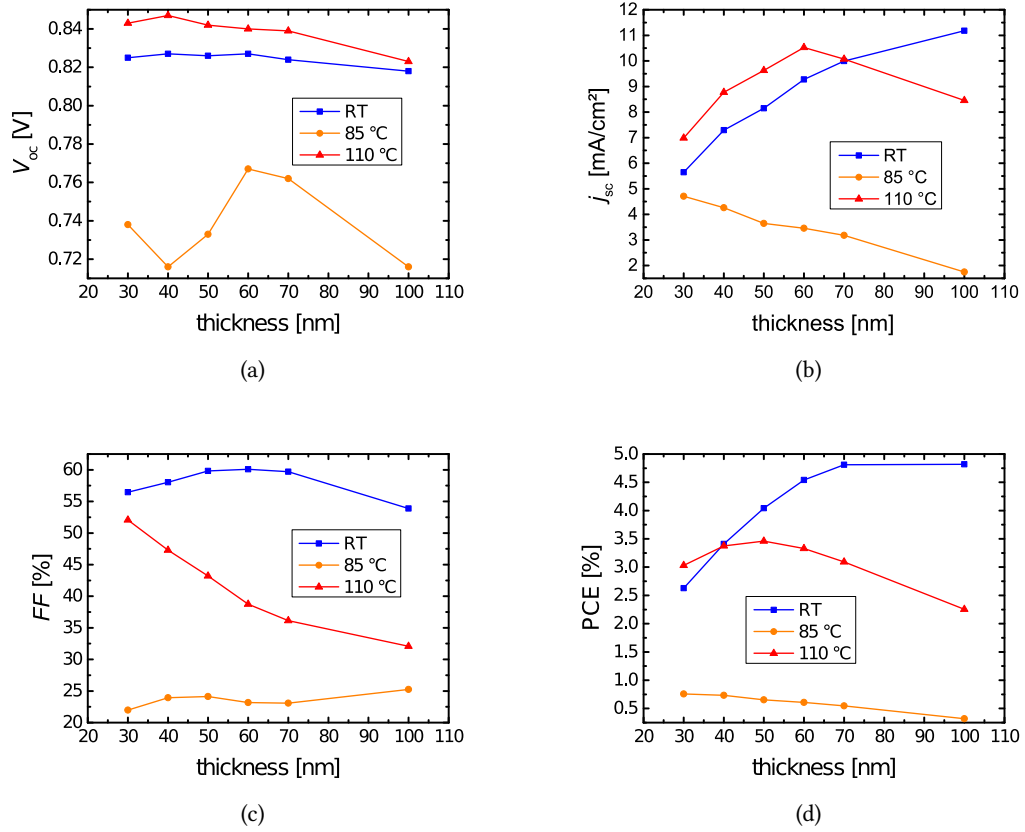 0.84
0.82
0.80
0.78
0.76
0.74
0.72
V_oc [V]
RT
85 °C
110 °C
20 30 40 50 60 70 80 90 100 110
thickness [nm]
(a)
12
11
10
9
8
7
6
5
4
3
2
j_sc [mA/cm²]
RT
85 °C
110 °C
20 30 40 50 60 70 80 90 100 110
thickness [nm]
(b)
60
55
50
45
40
35
30
25
20
FF [%]
RT
85 °C
110 °C
20 30 40 50 60 70 80 90 100 110
thickness [nm]
(c)
5.0
4.5
4.0
3.5
3.0
2.5
2.0
1.5
1.0
0.5
PCE [%]
RT
85 °C
110 °C
20 30 40 50 60 70 80 90 100 110
thickness [nm]
(d)